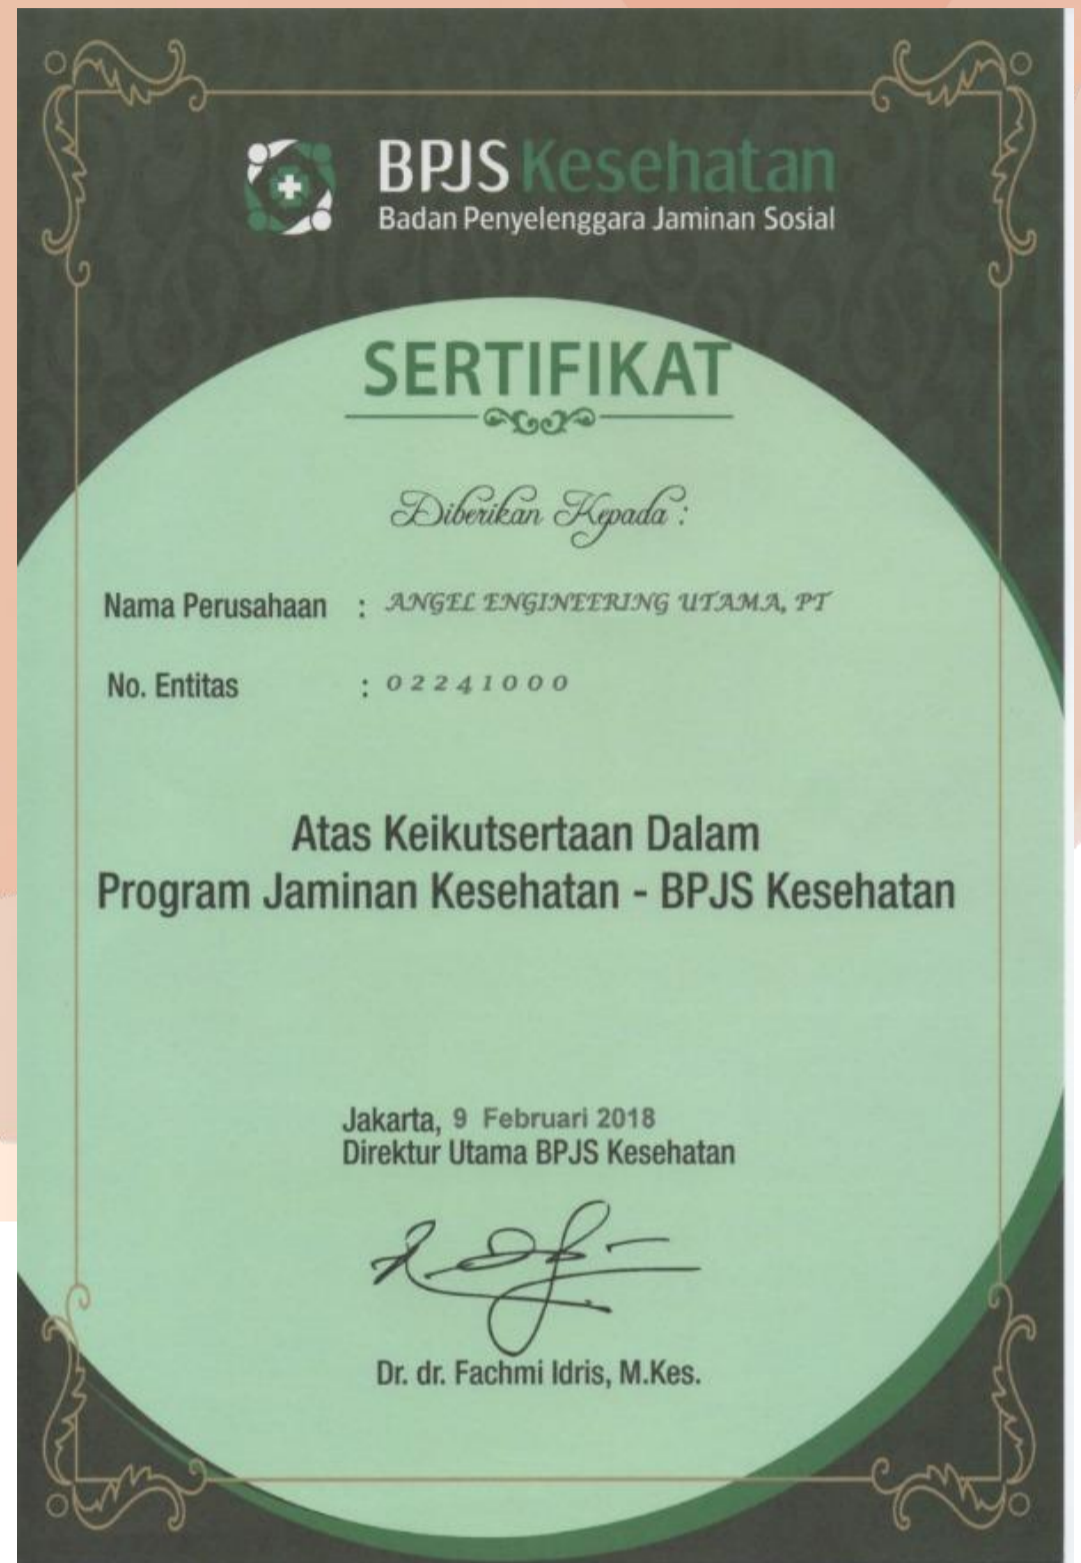 BPJS Kesehatan
Badan Penyelenggara Jaminan Sosial
SERTIFIKAT
Diberikan Kepada :
Nama Perusahaan : ANGEL ENGINEERING UTAMA, PT
No. Entitas : 02241000
Atas Keikutsertaan Dalam
Program Jaminan Kesehatan - BPJS Kesehatan
Jakarta, 9 Februari 2018
Direktur Utama BPJS Kesehatan
Dr. dr. Fachmi Idris, M.Kes.